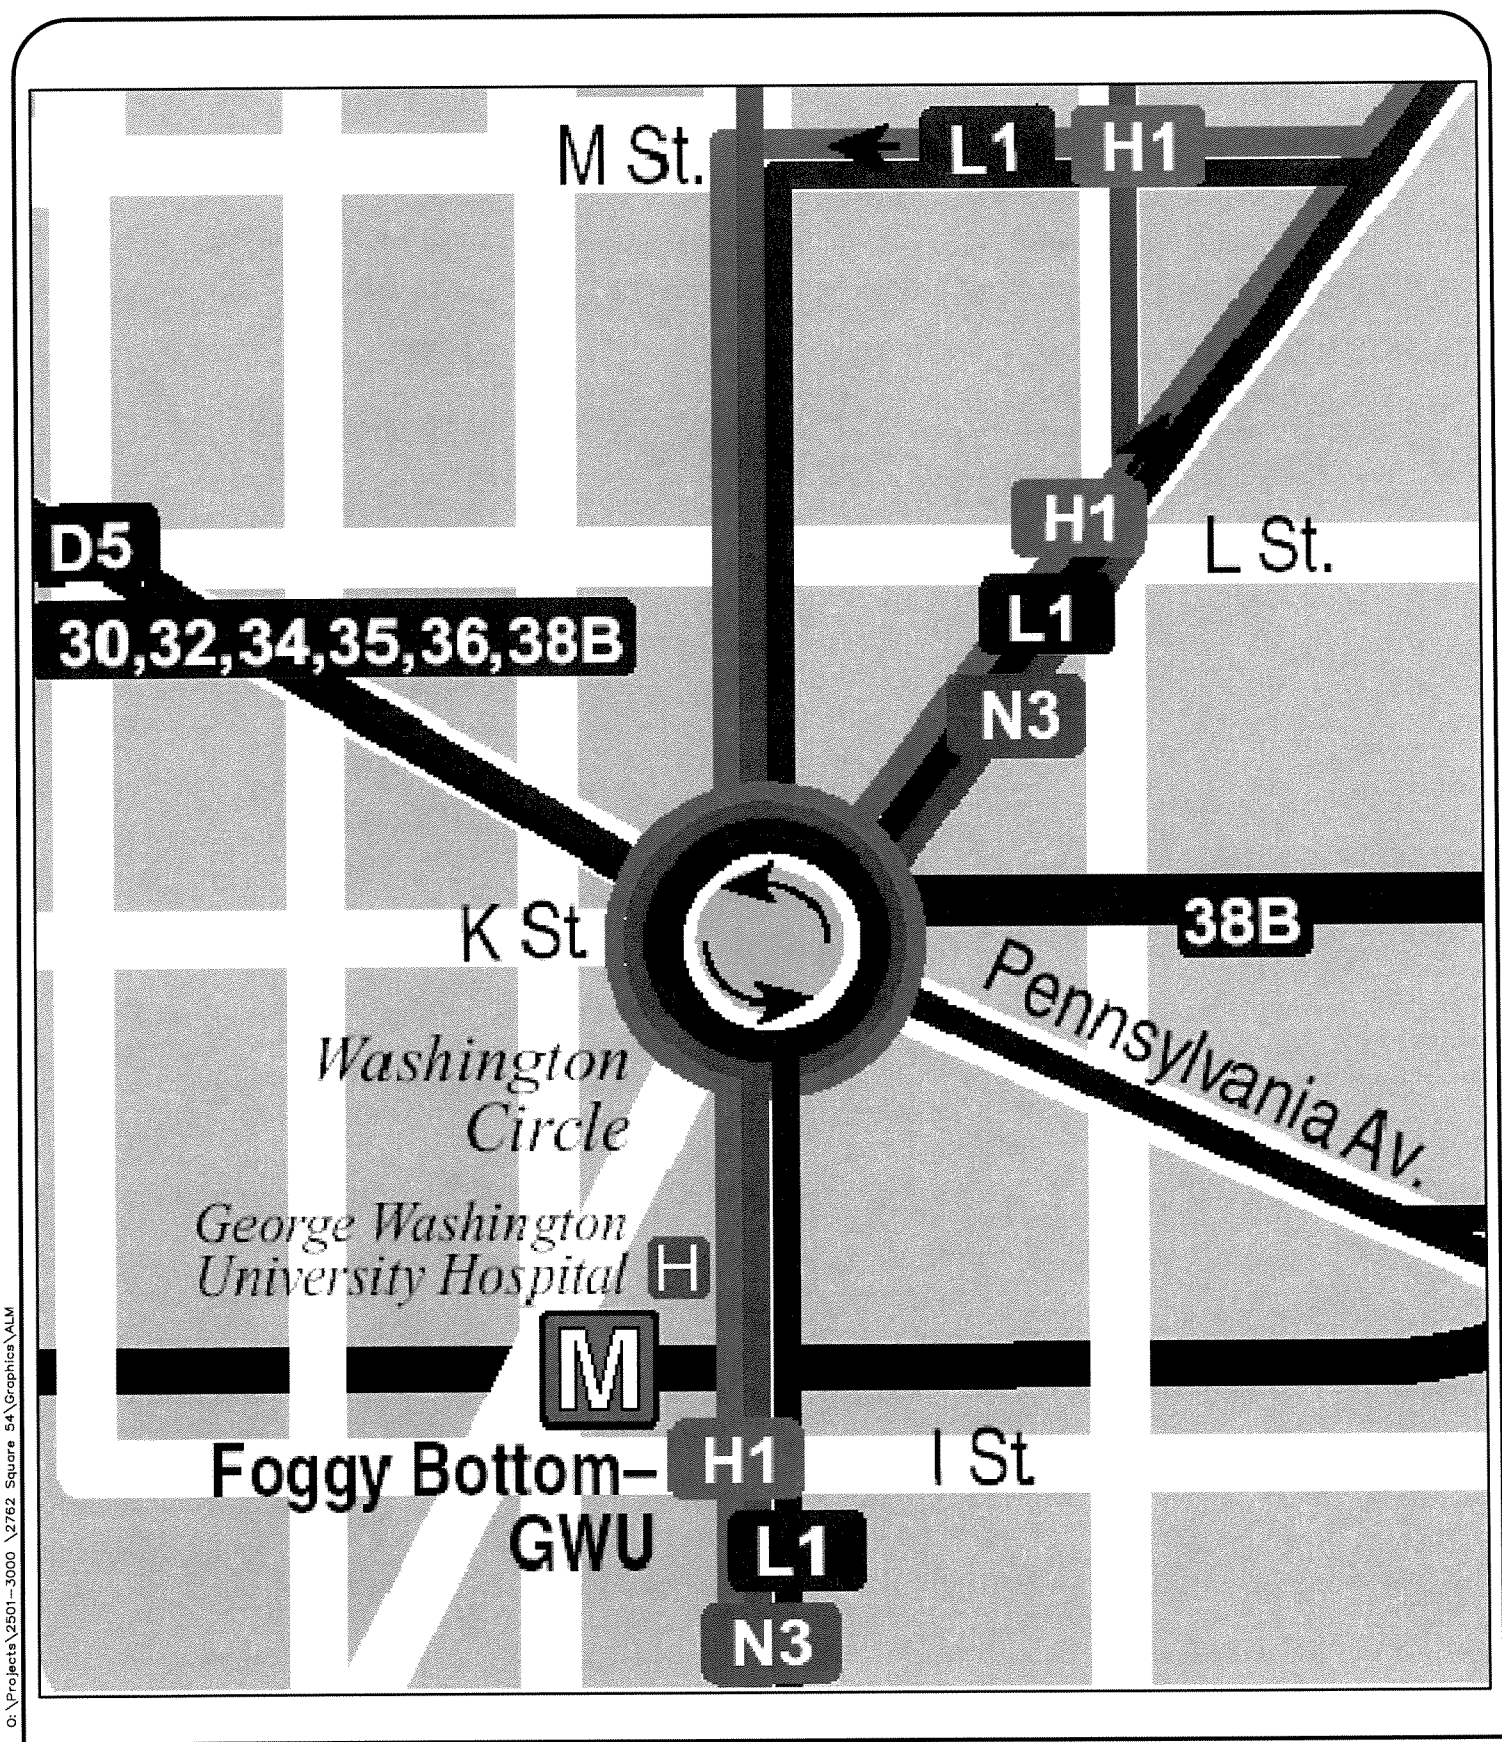 M St.
L1
H1
D5
H1
L St.
L1
30,32,34,35,36,38B
N3
K St
38B
Pennsylvania Av.
Washington
Circle
George Washington
University Hospital
H
M
Foggy Bottom–
GWU
H1
I St
L1
N3
O:\Projects\2501-3000 \2762 Square 54\Graphics\ALM